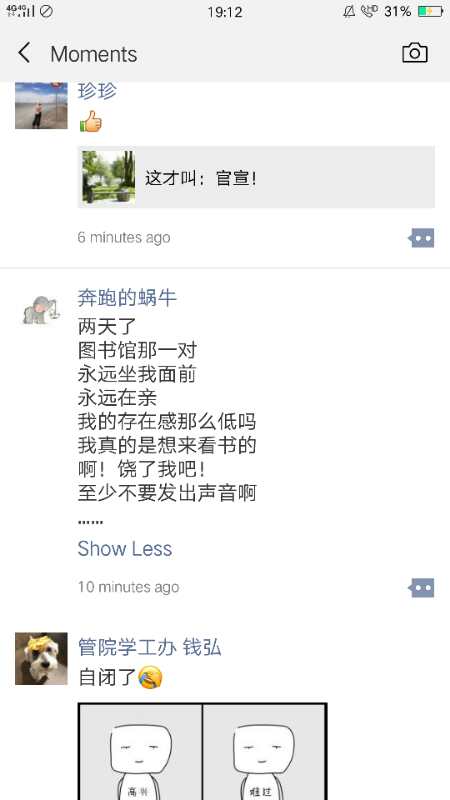 4G 4G 19:12 HD 31%
Moments
珍珍
这才叫：官宣！
6 minutes ago
奔跑的蜗牛
两天了
图书馆那一对
永远坐我面前
永远在亲
我的存在感那么低吗
我真的是想来看书的
啊！饶了我吧！
至少不要发出声音啊
……
Show Less
10 minutes ago
管院学工办 钱弘
自闭了
高兴 难过